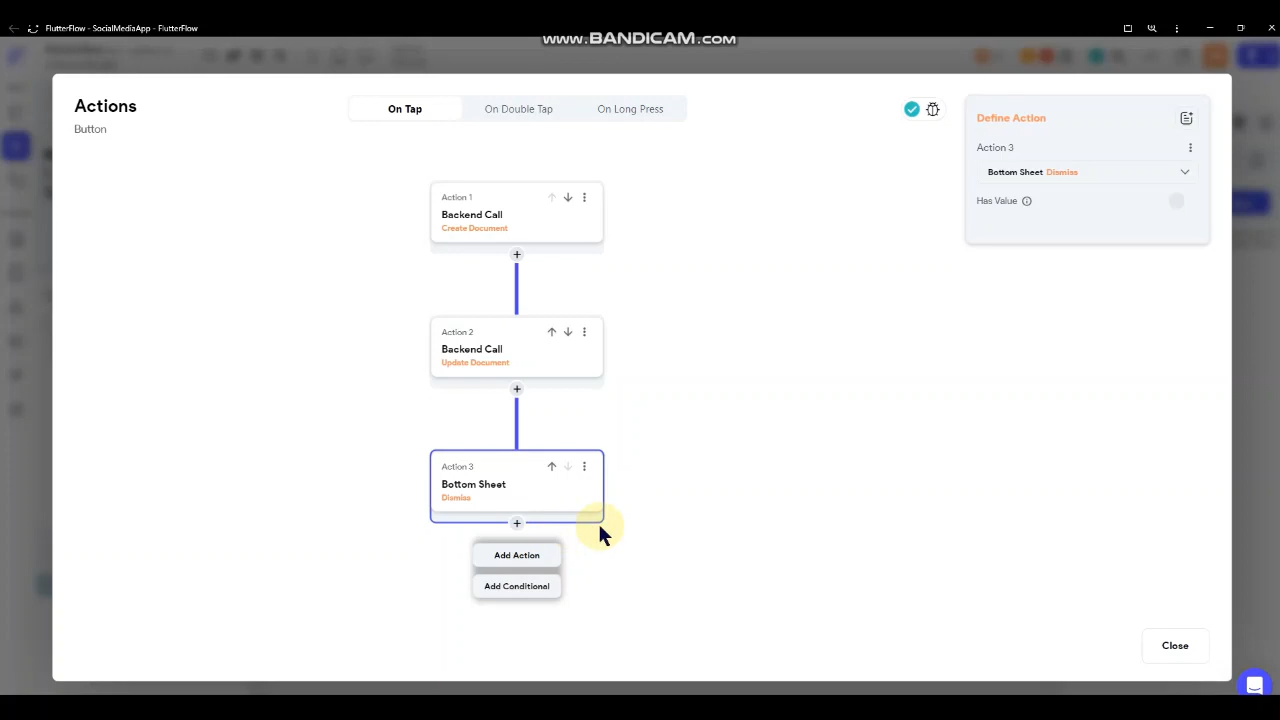 FlutterFlow - SocialMediaApp - FlutterFlow
www.BANDICAM.com
Actions
Button
On Tap
On Double Tap
On Long Press
Define Action
Action 3
Bottom Sheet Dismiss
Has Value
Action 1
Backend Call
Create Document
Action 2
Backend Call
Update Document
Action 3
Bottom Sheet
Dismiss
Add Action
Add Conditional
Close